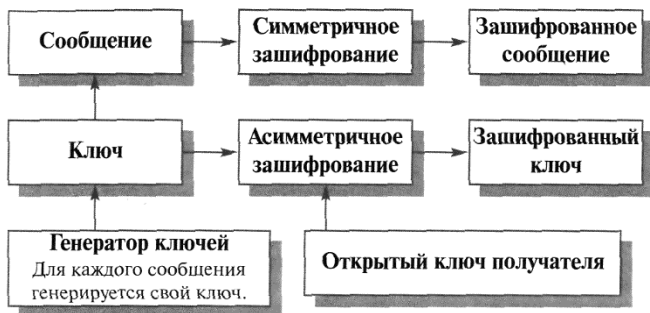 Сообщение
Симметричное
зашифрование
Зашифрованное
сообщение
Ключ
Асимметричное
зашифрование
Зашифрованный
ключ
Генератор ключей
Для каждого сообщения
генерируется свой ключ.
Открытый ключ получателя